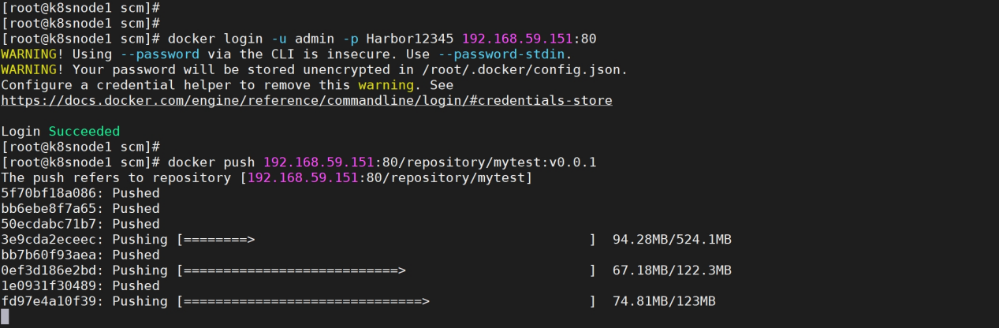 [root@k8snode1 scm]#
[root@k8snode1 scm]#
[root@k8snode1 scm]# docker login -u admin -p Harbor12345 192.168.59.151:80
WARNING! Using --password via the CLI is insecure. Use --password-stdin.
WARNING! Your password will be stored unencrypted in /root/.docker/config.json.
Configure a credential helper to remove this warning. See
https://docs.docker.com/engine/reference/commandline/login/#credentials-store

Login Succeeded
[root@k8snode1 scm]#
[root@k8snode1 scm]# docker push 192.168.59.151:80/repository/mytest:v0.0.1
The push refers to repository [192.168.59.151:80/repository/mytest]
5f70bf18a086: Pushed
bb6ebe8f7a65: Pushed
50ecdabc71b7: Pushed
3e9cda2eceec: Pushing [========>                                          ]  94.28MB/524.1MB
bb7b60f93aea: Pushed
0ef3d186e2bd: Pushing [===========================>                       ]  67.18MB/122.3MB
1e0931f30489: Pushed
fd97e4a10f39: Pushing [==============================>                    ]  74.81MB/123MB